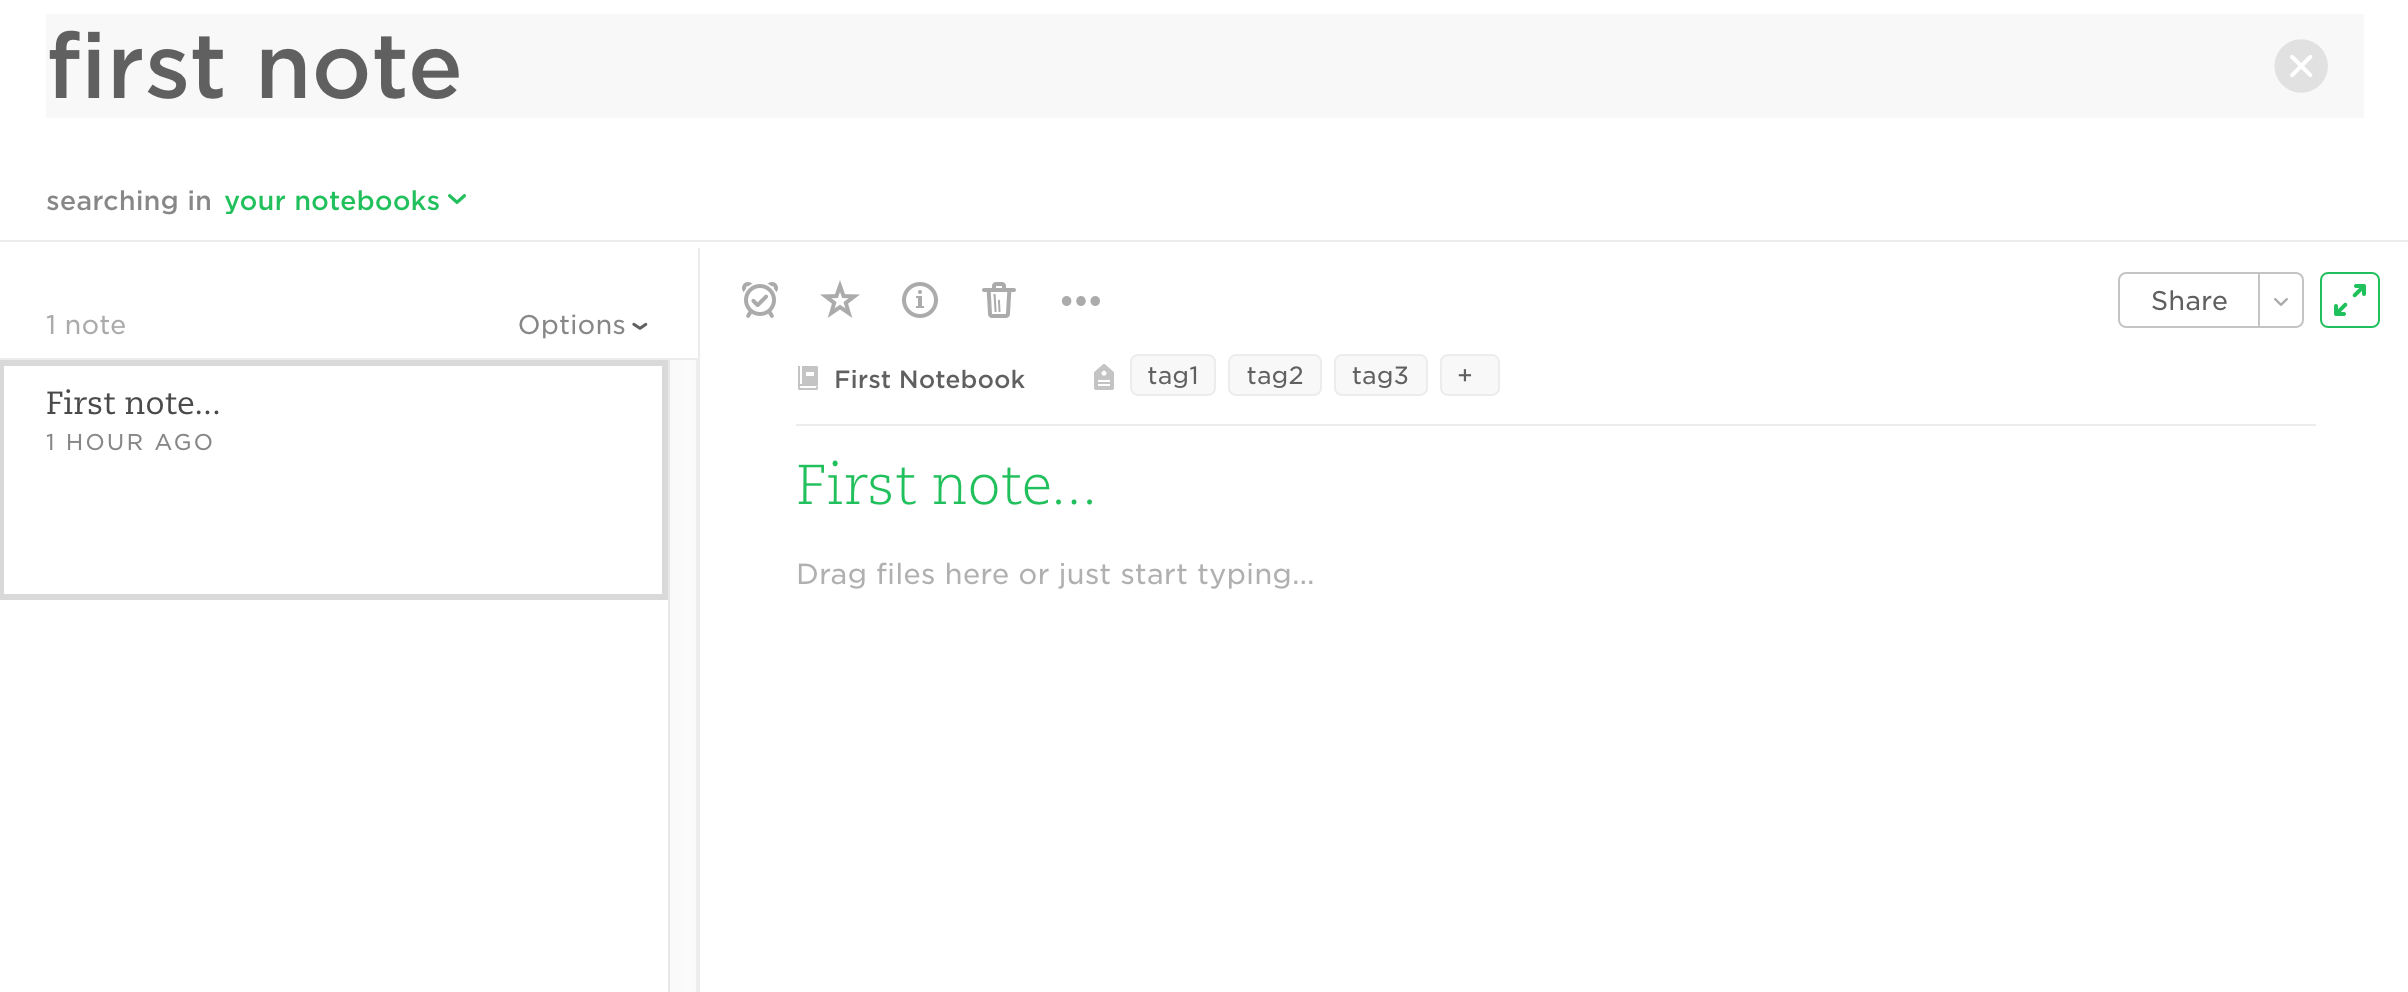 first note
searching in your notebooks
1 note
Options
First note...
1 HOUR AGO
Share
First Notebook
tag1 tag2 tag3 +
First note...
Drag files here or just start typing...